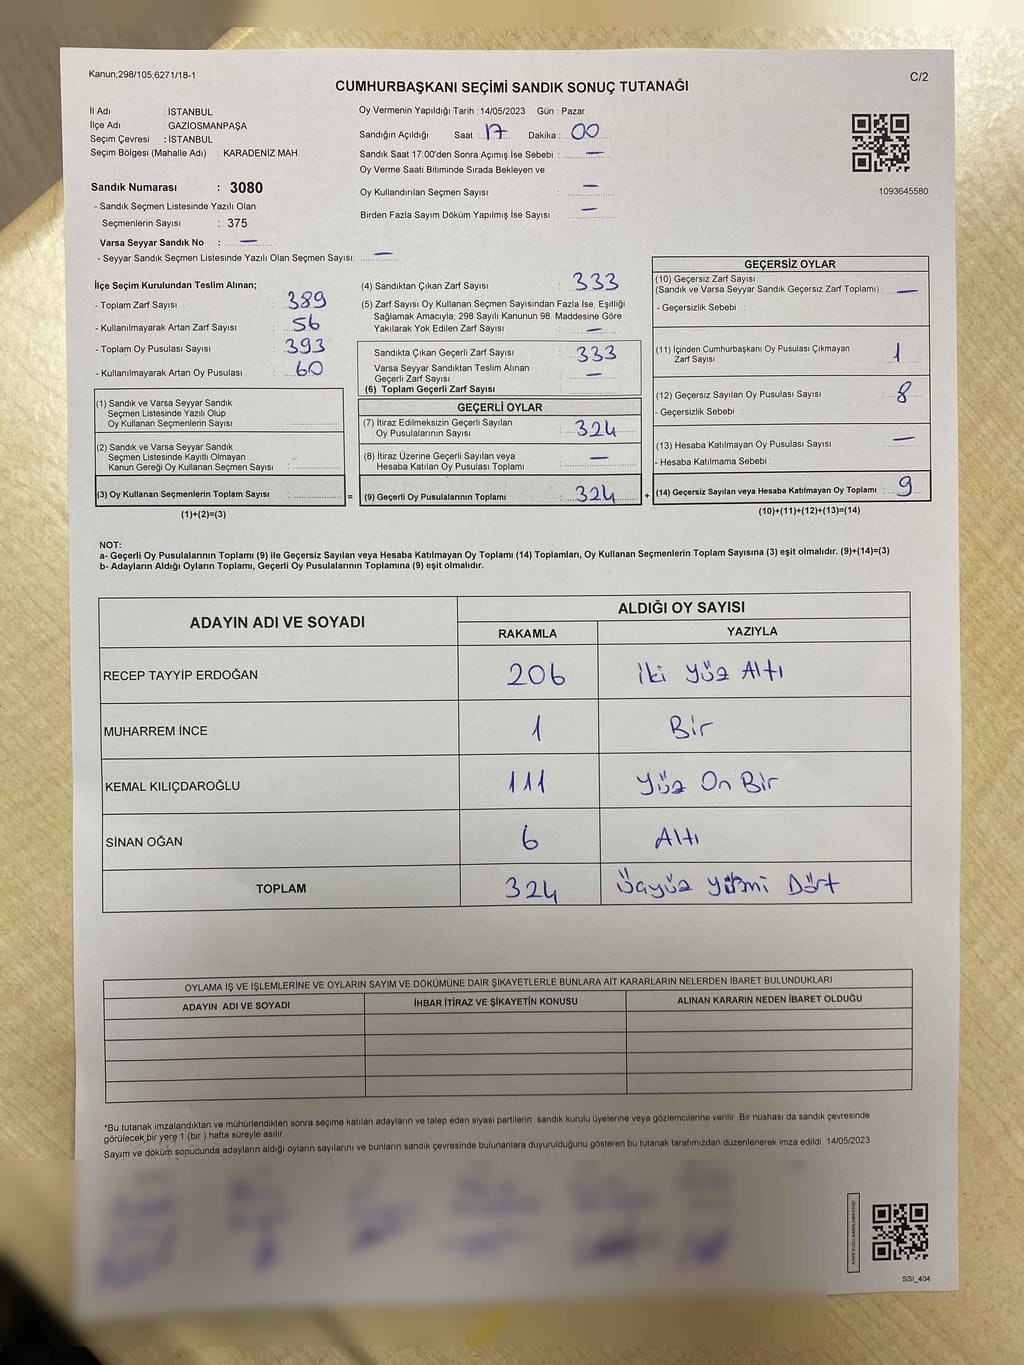 Kanun,298/105,6271/18-1
C/2
CUMHURBAŞKANI SEÇİMİ SANDIK SONUÇ TUTANAĞI
İl Adı : İSTANBUL
İlçe Adı : GAZİOSMANPAŞA
Seçim Çevresi : İSTANBUL
Seçim Bölgesi (Mahalle Adı) : KARADENİZ MAH.
Sandık Numarası : 3080
- Sandık Seçmen Listesinde Yazılı Olan
Seçmenlerin Sayısı : 375
Varsa Seyyar Sandık No : —
- Seyyar Sandık Seçmen Listesinde Yazılı Olan Seçmen Sayısı: —
Oy Vermenin Yapıldığı Tarih : 14/05/2023 Gün : Pazar
Sandığın Açıldığı Saat : 17 Dakika : 00
Sandık Saat 17:00'den Sonra Açımış İse Sebebi : —
Oy Verme Saati Bitiminde Sırada Bekleyen ve
Oy Kullandırılan Seçmen Sayısı : —
Birden Fazla Sayım Döküm Yapılmış İse Sayısı : —
1093645580
İlçe Seçim Kurulundan Teslim Alınan;
- Toplam Zarf Sayısı : 389
- Kullanılmayarak Artan Zarf Sayısı : 56
- Toplam Oy Pusulası Sayısı : 393
- Kullanılmayarak Artan Oy Pusulası : 60
(1) Sandık ve Varsa Seyyar Sandık
Seçmen Listesinde Yazılı Olup
Oy Kullanan Seçmenlerin Sayısı :
(2) Sandık ve Varsa Seyyar Sandık
Seçmen Listesinde Kayıtlı Olmayan
Kanun Gereği Oy Kullanan Seçmen Sayısı :
(3) Oy Kullanan Seçmenlerin Toplam Sayısı : =
(1)+(2)=(3)
(4) Sandıktan Çıkan Zarf Sayısı : 333
(5) Zarf Sayısı Oy Kullanan Seçmen Sayısından Fazla İse, Eşitliği
Sağlamak Amacıyla; 298 Sayılı Kanunun 98. Maddesine Göre
Yakılarak Yok Edilen Zarf Sayısı : —
Sandıkta Çıkan Geçerli Zarf Sayısı : 333
Varsa Seyyar Sandıktan Teslim Alınan
Geçerli Zarf Sayısı : —
(6) Toplam Geçerli Zarf Sayısı :
GEÇERLİ OYLAR
(7) İtiraz Edilmeksizin Geçerli Sayılan
Oy Pusulalarının Sayısı : 324
(8) İtiraz Üzerine Geçerli Sayılan veya
Hesaba Katılan Oy Pusulası Toplamı : —
(9) Geçerli Oy Pusulalarının Toplamı : 324 +
GEÇERSİZ OYLAR
(10) Geçersiz Zarf Sayısı
(Sandık ve Varsa Seyyar Sandık Geçersiz Zarf Toplamı) : —
- Geçersizlik Sebebi :
(11) İçinden Cumhurbaşkanı Oy Pusulası Çıkmayan
Zarf Sayısı : 1
(12) Geçersiz Sayılan Oy Pusulası Sayısı : 8
- Geçersizlik Sebebi :
(13) Hesaba Katılmayan Oy Pusulası Sayısı : —
- Hesaba Katılmama Sebebi :
(14) Geçersiz Sayılan veya Hesaba Katılmayan Oy Toplamı : 9
(10)+(11)+(12)+(13)=(14)
NOT:
a- Geçerli Oy Pusulalarının Toplamı (9) ile Geçersiz Sayılan veya Hesaba Katılmayan Oy Toplamı (14) Toplamları, Oy Kullanan Seçmenlerin Toplam Sayısına (3) eşit olmalıdır. (9)+(14)=(3)
b- Adayların Aldığı Oyların Toplamı, Geçerli Oy Pusulalarının Toplamına (9) eşit olmalıdır.
ADAYIN ADI VE SOYADI ALDIĞI OY SAYISI
RAKAMLA YAZIYLA
RECEP TAYYİP ERDOĞAN 206 İki Yüz Altı
MUHARREM İNCE 1 Bir
KEMAL KILIÇDAROĞLU 111 Yüz On Bir
SİNAN OĞAN 6 Altı
TOPLAM 324 Üçyüz Yirmi Dört
OYLAMA İŞ VE İŞLEMLERİNE VE OYLARIN SAYIM VE DÖKÜMÜNE DAİR ŞİKAYETLERLE BUNLARA AİT KARARLARIN NELERDEN İBARET BULUNDUKLARI
ADAYIN ADI VE SOYADI İHBAR İTİRAZ VE ŞİKAYETİN KONUSU ALINAN KARARIN NEDEN İBARET OLDUĞU
*Bu tutanak imzalandıktan ve mühürlendikten sonra seçime katılan adayların ve talep eden siyasi partilerin sandık kurulu üyelerine veya gözlemcilerine verilir. Bir nüshası da sandık çevresinde
görülecek bir yere 1 (bir ) hafta süreyle asılır.
Sayım ve döküm sonucunda adayların aldığı oyların sayılarını ve bunların sandık çevresinde bulunanlara duyurulduğunu gösteren bu tutanak tarafımızdan düzenlenerek imza edildi. 14/05/2023
SSI_404